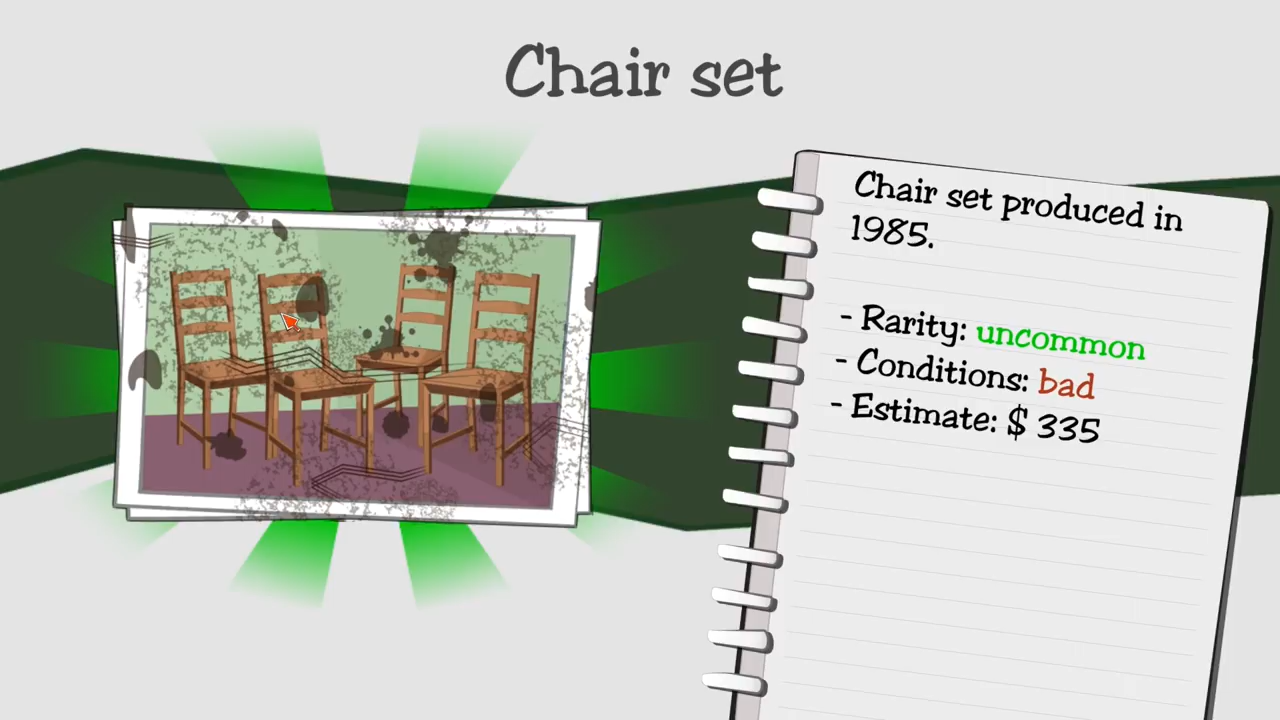 Chair set
Chair set produced in
1985.
- Rarity: uncommon
- Conditions: bad
- Estimate: $ 335